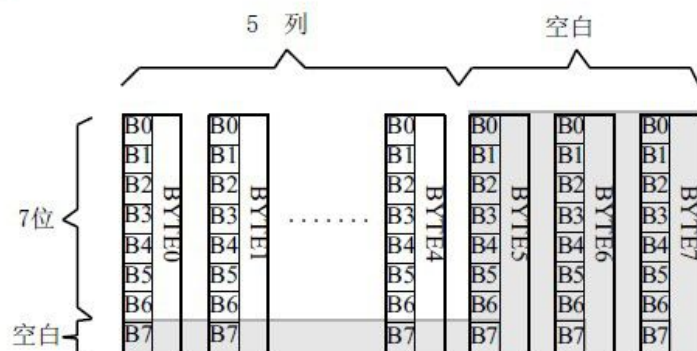 5 列 空白
B0 B0 B0 B0 B0 B0
B1 B1 B1 B1 B1 B1
B2 B2 B2 B2 B2 B2
7位 B3 B3 ······· B3 B3 B3 B3
B4 B4 B4 B4 B4 B4
B5 B5 B5 B5 B5 B5
B6 B6 B6 B6 B6 B6
空白 B7 B7 B7 B7 B7 B7
BYTE0
BYTE1
BYTE4
BYTE5
BYTE6
BYTE7